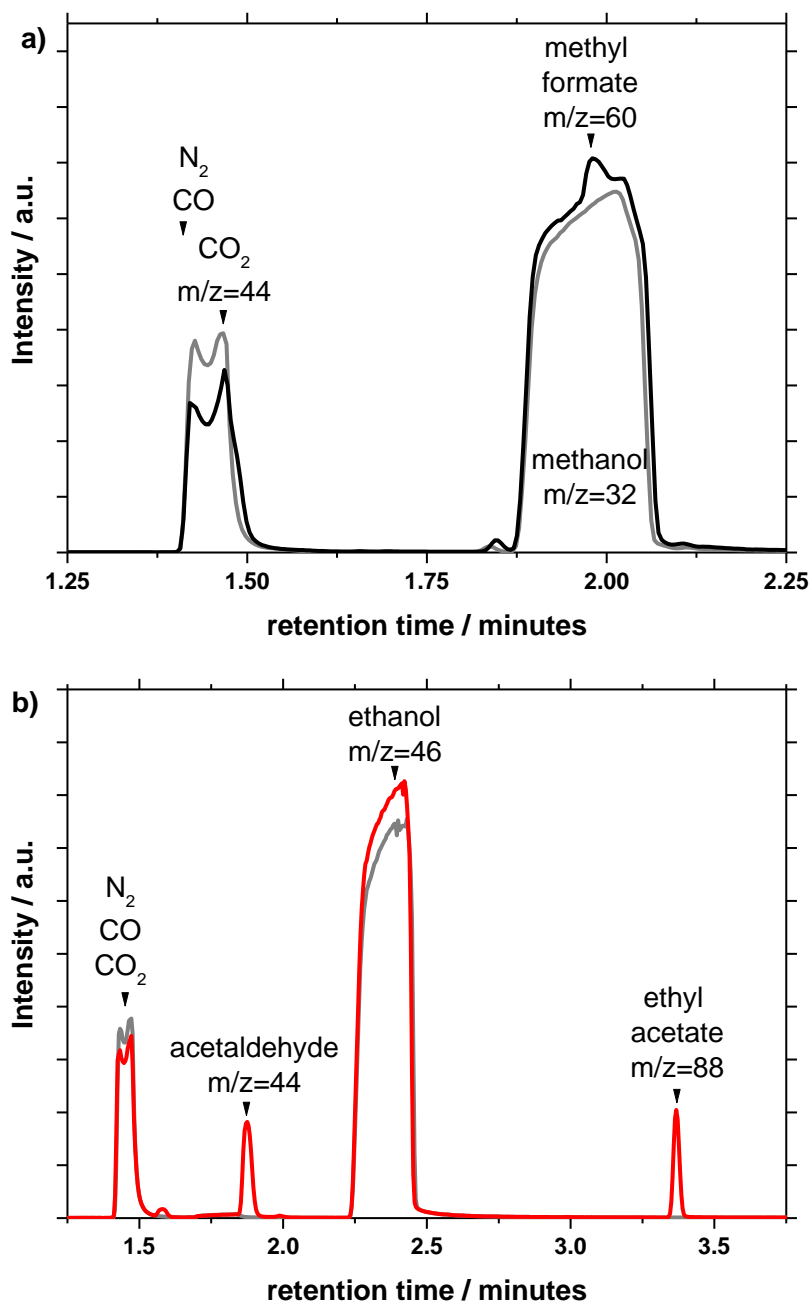 a)
methyl
formate
m/z=60
N₂
CO
CO₂
m/z=44
methanol
m/z=32
Intensity / a.u.
1.25 1.50 1.75 2.00 2.25
retention time / minutes
b)
ethanol
m/z=46
N₂
CO
CO₂
acetaldehyde
m/z=44
ethyl
acetate
m/z=88
Intensity / a.u.
1.5 2.0 2.5 3.0 3.5
retention time / minutes